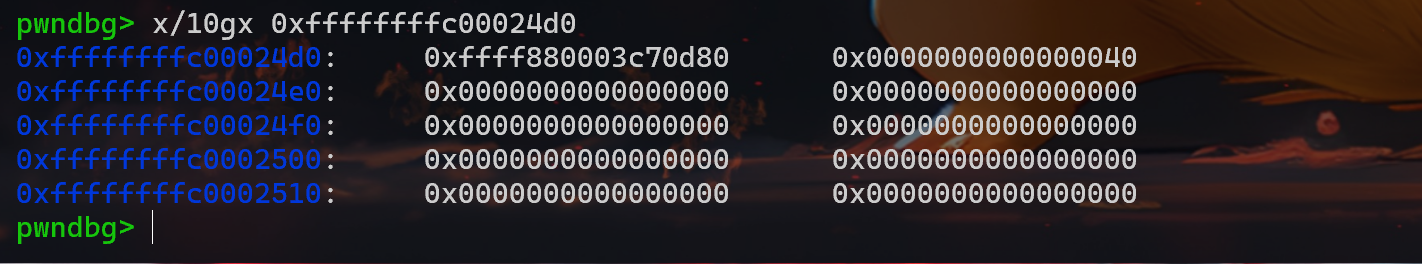 pwndbg> x/10gx 0xffffffffc00024d0
0xffffffffc00024d0:	0xffff880003c70d80	0x0000000000000040
0xffffffffc00024e0:	0x0000000000000000	0x0000000000000000
0xffffffffc00024f0:	0x0000000000000000	0x0000000000000000
0xffffffffc0002500:	0x0000000000000000	0x0000000000000000
0xffffffffc0002510:	0x0000000000000000	0x0000000000000000
pwndbg>